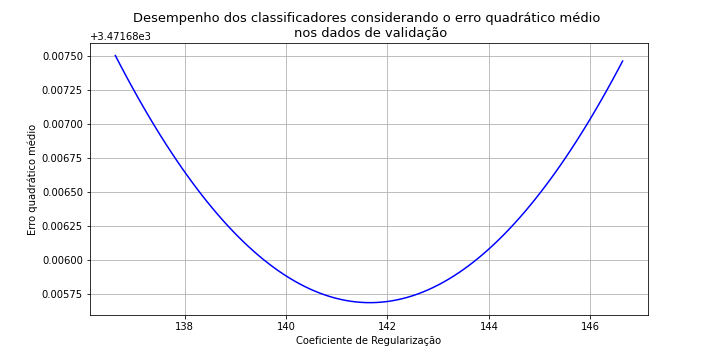 Desempenho dos classificadores considerando o erro quadrático médio
nos dados de validação
+3.47168e3
0.00750
0.00725
0.00700
0.00675
0.00650
0.00625
0.00600
0.00575
Erro quadrático médio
138 140 142 144 146
Coeficiente de Regularização